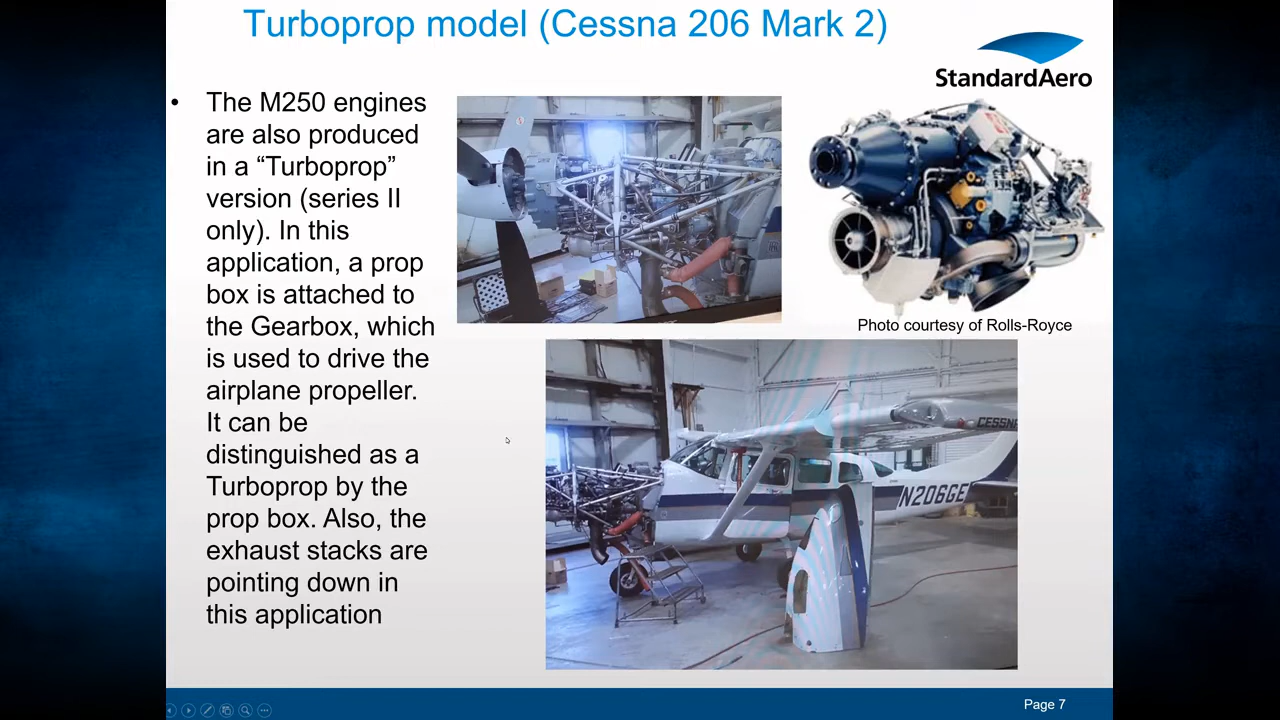 Turboprop model (Cessna 206 Mark 2)
StandardAero
• The M250 engines
are also produced
in a “Turboprop”
version (series II
only). In this
application, a prop
box is attached to
the Gearbox, which
is used to drive the
airplane propeller.
It can be
distinguished as a
Turboprop by the
prop box. Also, the
exhaust stacks are
pointing down in
this application
Photo courtesy of Rolls-Royce
CESSNA
N206GE
Page 7